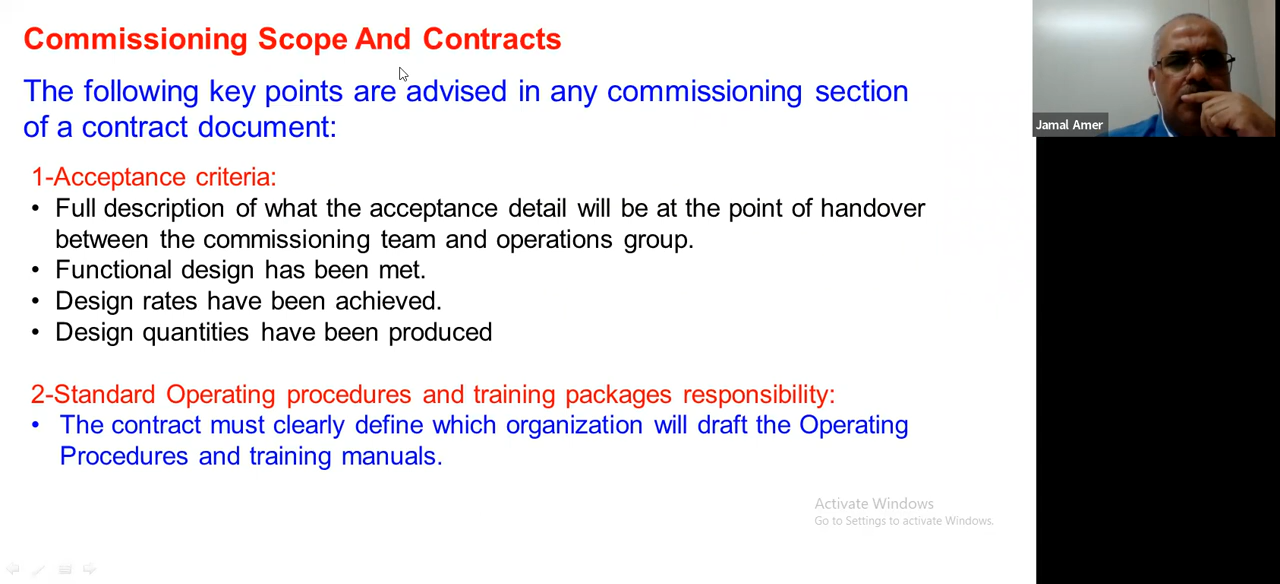 Commissioning Scope And Contracts
The following key points are advised in any commissioning section
of a contract document:
1-Acceptance criteria:
• Full description of what the acceptance detail will be at the point of handover
between the commissioning team and operations group.
• Functional design has been met.
• Design rates have been achieved.
• Design quantities have been produced
2-Standard Operating procedures and training packages responsibility:
• The contract must clearly define which organization will draft the Operating
Procedures and training manuals.
Activate Windows
Go to Settings to activate Windows.
Jamal Amer